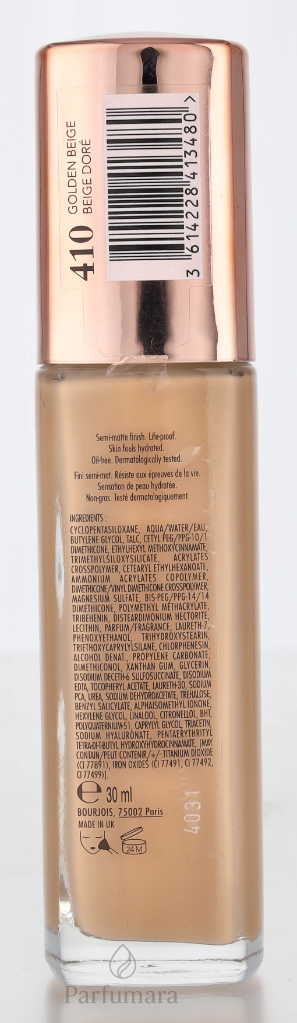 410
GOLDEN BEIGE
BEIGE DORÉ
3 614228 413480 >
Semi-matte finish. Life-proof.
Skin feels hydrated.
Oil-free. Dermatologically tested.
Fini semi-mat. Résiste aux épreuves de la vie.
Sensation de peau hydratée.
Non-gras. Testé dermatologiquement.
INGREDIENTS :
CYCLOPENTASILOXANE, AQUA/WATER/EAU,
BUTYLENE GLYCOL, TALC, CETYL PEG/PPG-10/1
DIMETHICONE, ETHYLHEXYL METHOXYCINNAMATE,
TRIMETHYLSILOXYSILICATE, ACRYLATES
CROSSPOLYMER, CETEARYL ETHYLHEXANOATE,
AMMONIUM ACRYLATES COPOLYMER,
DIMETHICONE/VINYL DIMETHICONE CROSSPOLYMER,
MAGNESIUM SULFATE, BIS-PEG/PPG-14/14
DIMETHICONE, POLYMETHYL METHACRYLATE,
TRIBEHENIN, DISTEARDIMONIUM HECTORITE,
LECITHIN, PARFUM/FRAGRANCE, LAURETH-7,
PHENOXYETHANOL, TRIHYDROXYSTEARIN,
TRIETHOXYCAPRYLYLSILANE, CHLORPHENESIN,
ALCOHOL DENAT., PROPYLENE CARBONATE,
DIMETHICONOL, XANTHAN GUM, GLYCERIN,
DISODIUM DECETH-6 SULFOSUCCINATE, DISODIUM
EDTA, TOCOPHERYL ACETATE, LAURETH-30, SODIUM
PCA, UREA, SODIUM DEHYDROACETATE, TREHALOSE,
BENZYL SALICYLATE, ALPHA-ISOMETHYL IONONE,
HEXYLENE GLYCOL, LINALOOL, CITRONELLOL, BHT,
POLYQUATERNIUM-51, CAPRYLYL GLYCOL, TRIACETIN,
SODIUM HYALURONATE, PENTAERYTHRITYL
TETRA-DI-T-BUTYL HYDROXYHYDROCINNAMATE, [MAY
CONTAIN/PEUT CONTENIR/+/-:TITANIUM DIOXIDE
(CI 77891), IRON OXIDES (CI 77491, CI 77492,
CI 77499)].
e 30 ml
BOURJOIS, 75002 Paris
MADE IN UK
24M
4031
Parfumara